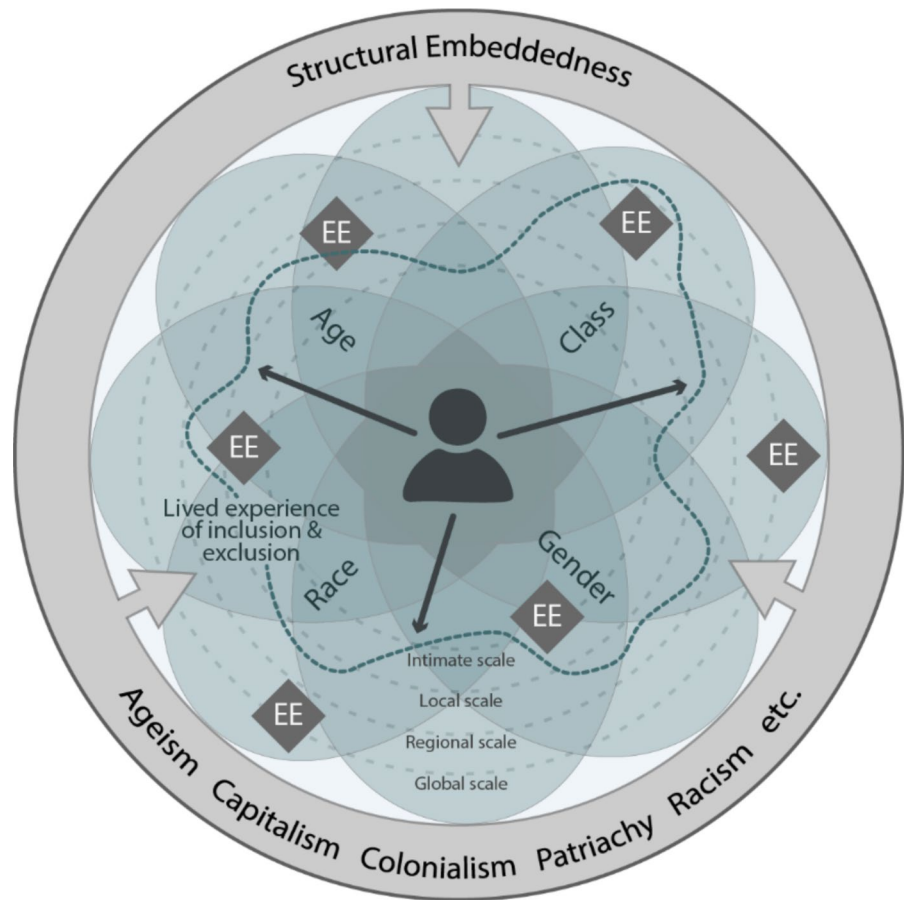 Structural Embeddedness
EE
EE
Age
Class
EE
EE
Lived experience
of inclusion &
exclusion
Race
Gender
EE
Intimate scale
Local scale
EE
Regional scale
Global scale
Ageism Capitalism Colonialism Patriachy Racism etc.